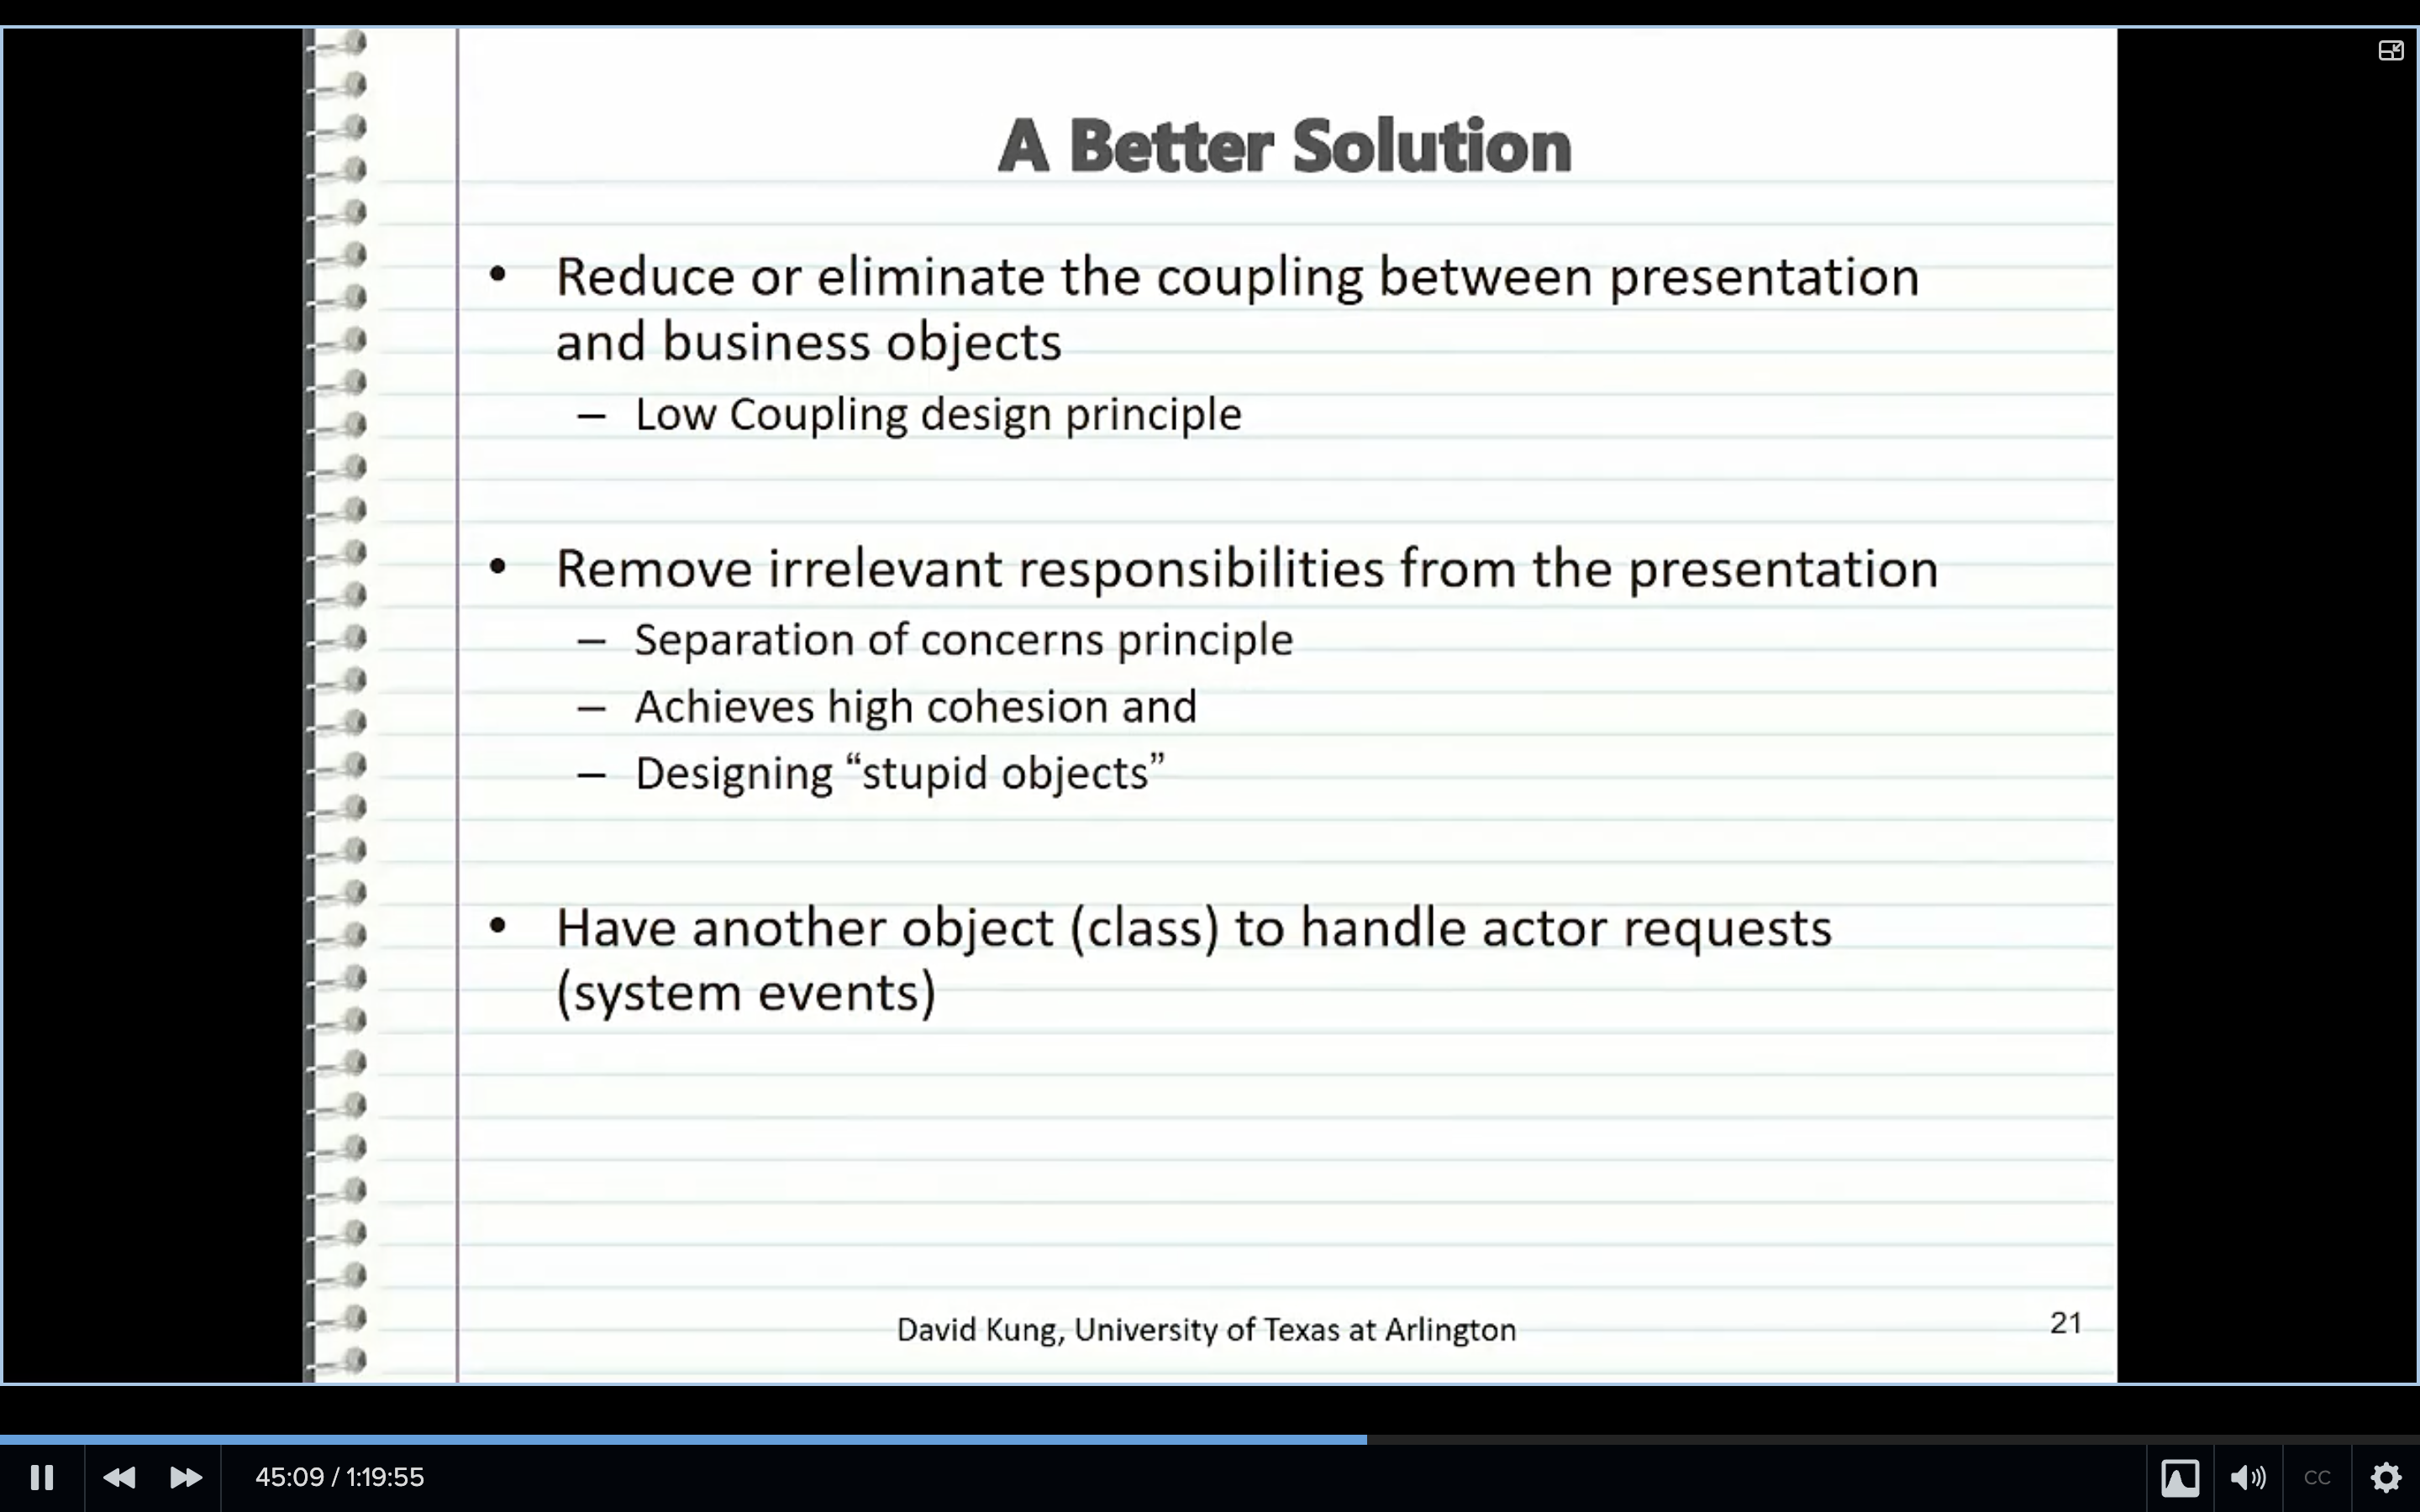 A Better Solution
• Reduce or eliminate the coupling between presentation
and business objects
– Low Coupling design principle
• Remove irrelevant responsibilities from the presentation
– Separation of concerns principle
– Achieves high cohesion and
– Designing “stupid objects”
• Have another object (class) to handle actor requests
(system events)
David Kung, University of Texas at Arlington
21
45:09 / 1:19:55
CC